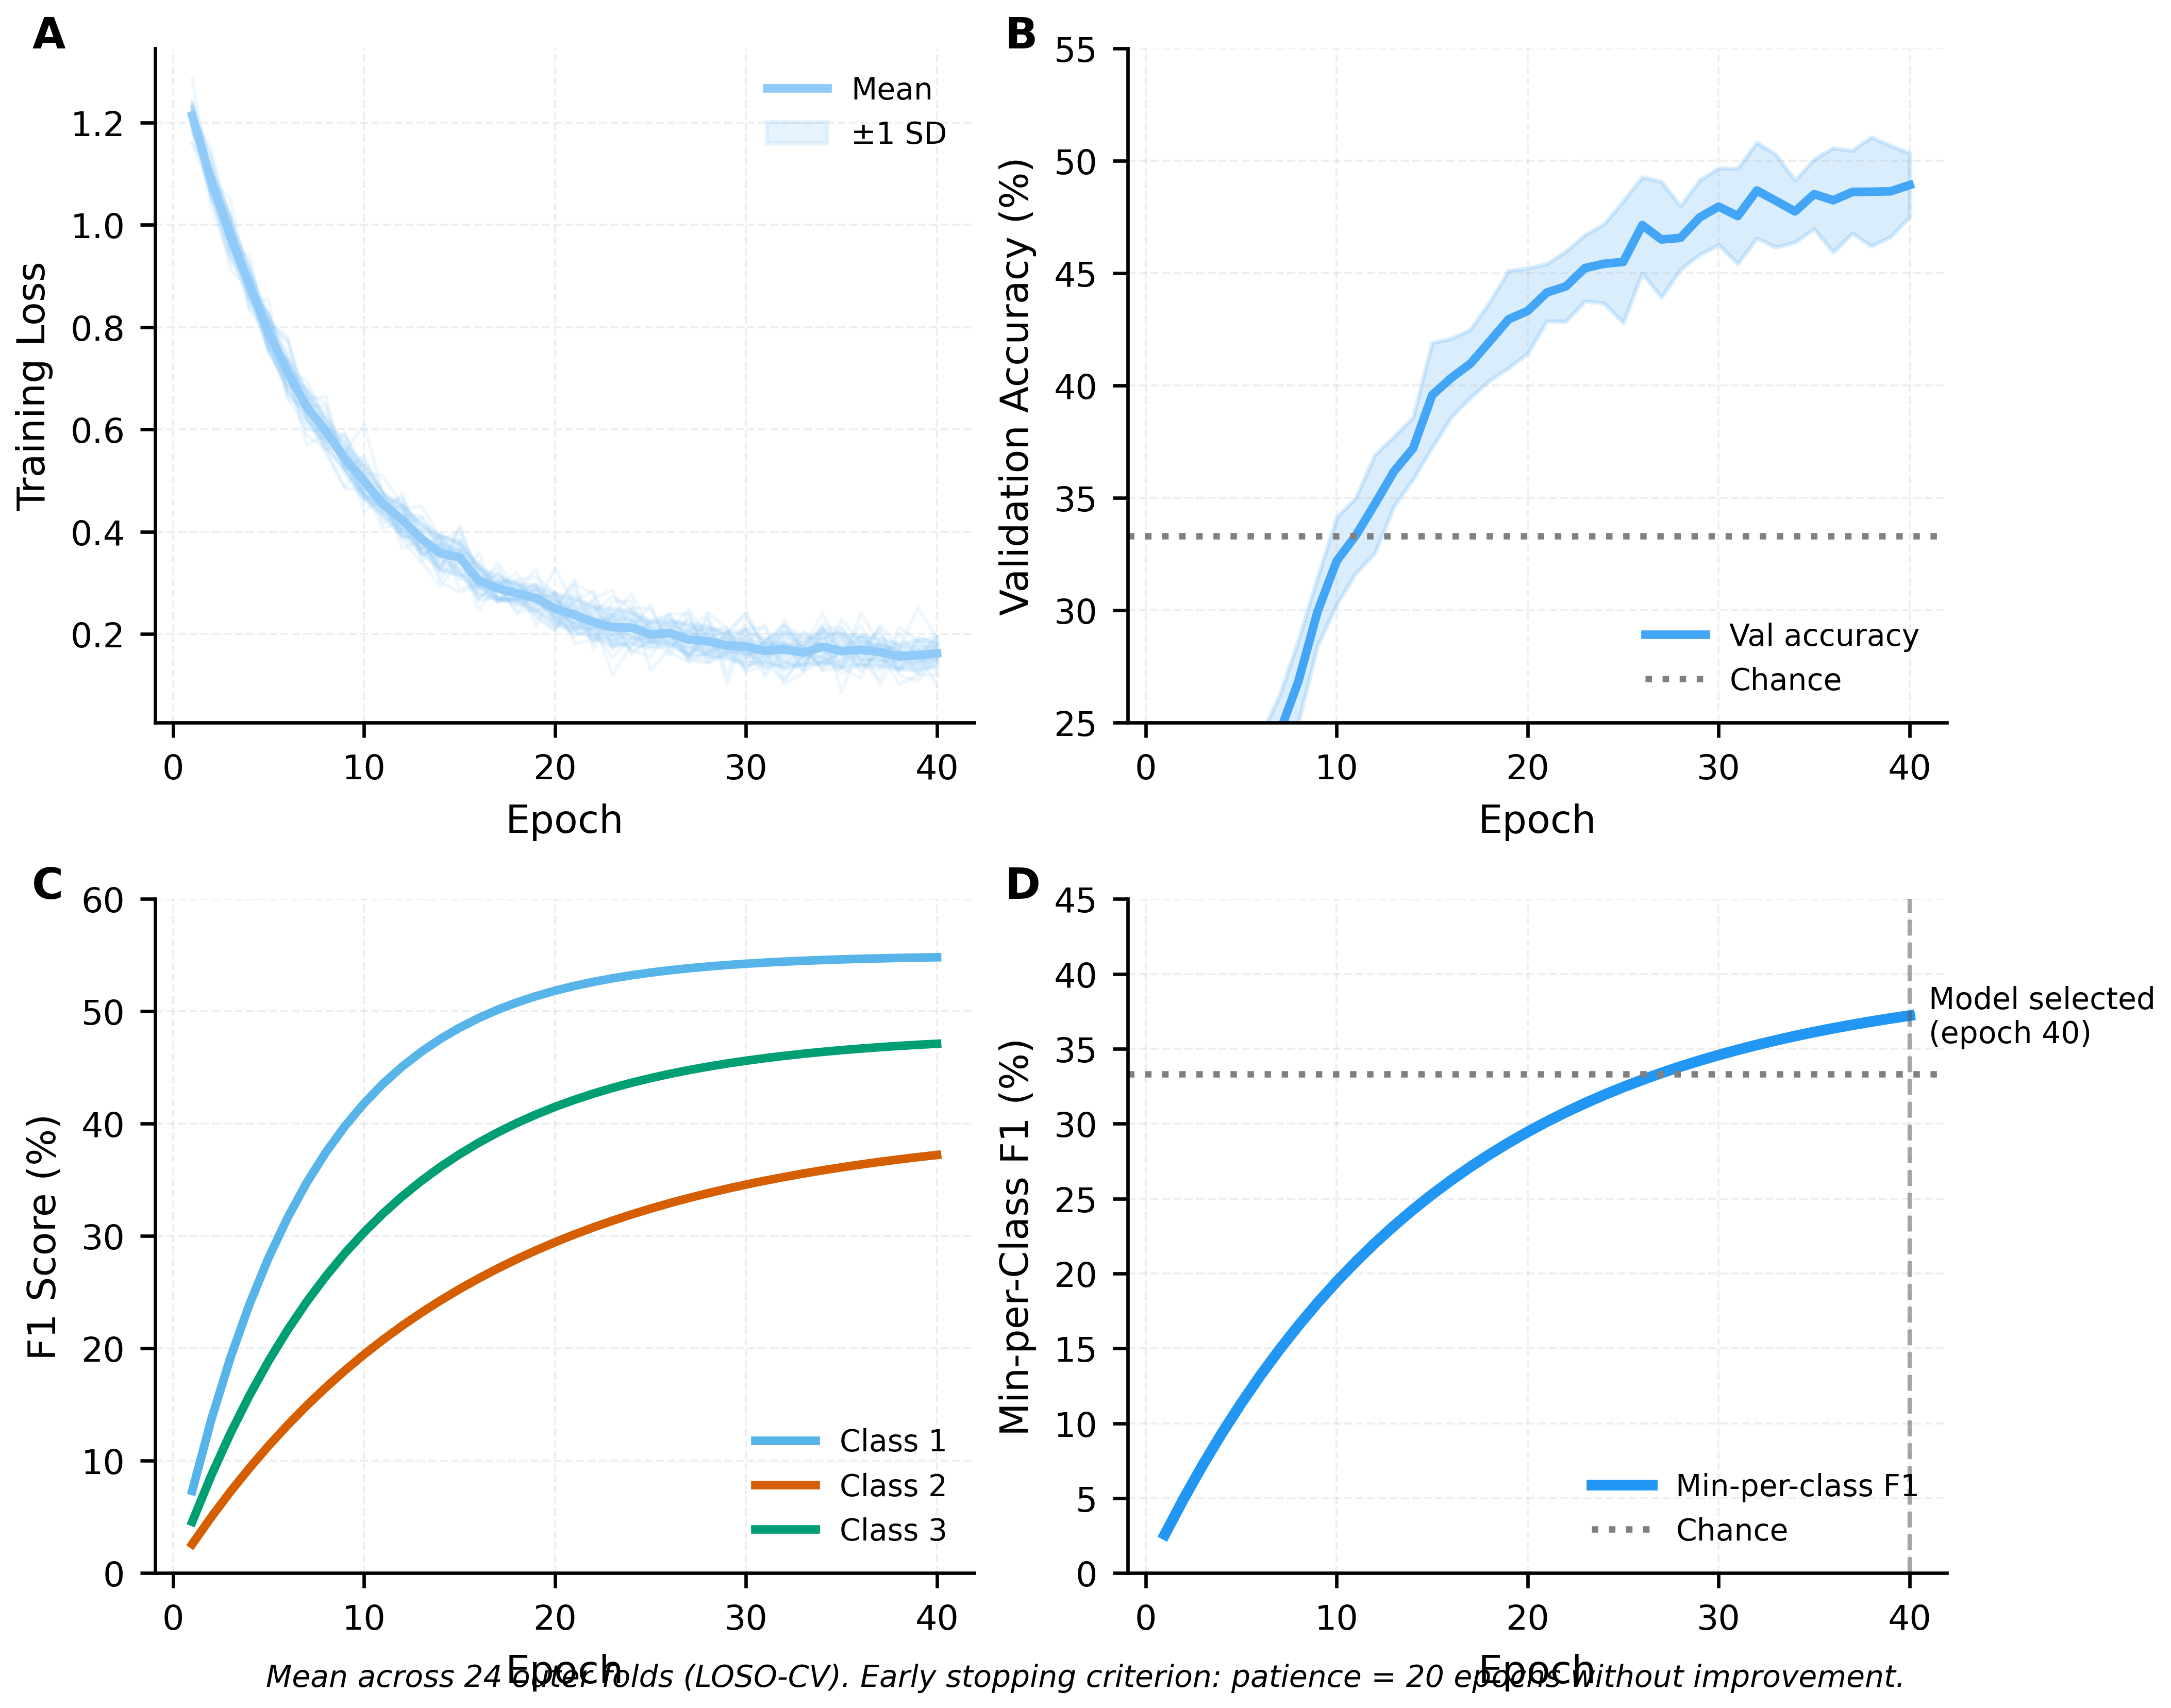 A
1.2
1.0
0.8
0.6
0.4
0.2
Training Loss
Mean
±1 SD
0 10 20 30 40
Epoch
B
55
50
45
40
35
30
25
Validation Accuracy (%)
Val accuracy
Chance
0 10 20 30 40
Epoch
C
60
50
40
30
20
10
0
F1 Score (%)
Class 1
Class 2
Class 3
0 10 20 30 40
Epoch
D
45
40
35
30
25
20
15
10
5
0
Min-per-Class F1 (%)
Model selected
(epoch 40)
Min-per-class F1
Chance
0 10 20 30 40
Epoch
Mean across 24 outer folds (LOSO-CV). Early stopping criterion: patience = 20 epochs without improvement.